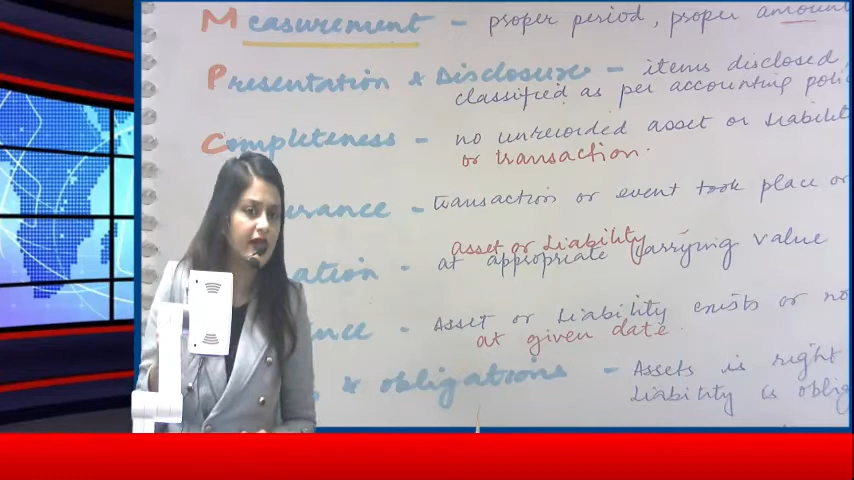 Measurement - proper period, proper amount
Presentation & Disclosure - items disclosed,
classified as per accounting poli
Completeness - no unrecorded asset or liabilit
or transaction.
urance - transaction or event took place or
asset or liability
ation - at appropriate carrying value
ence - Asset or liability exists or no
at given date.
& obligations - Assets is right
liability is oblig